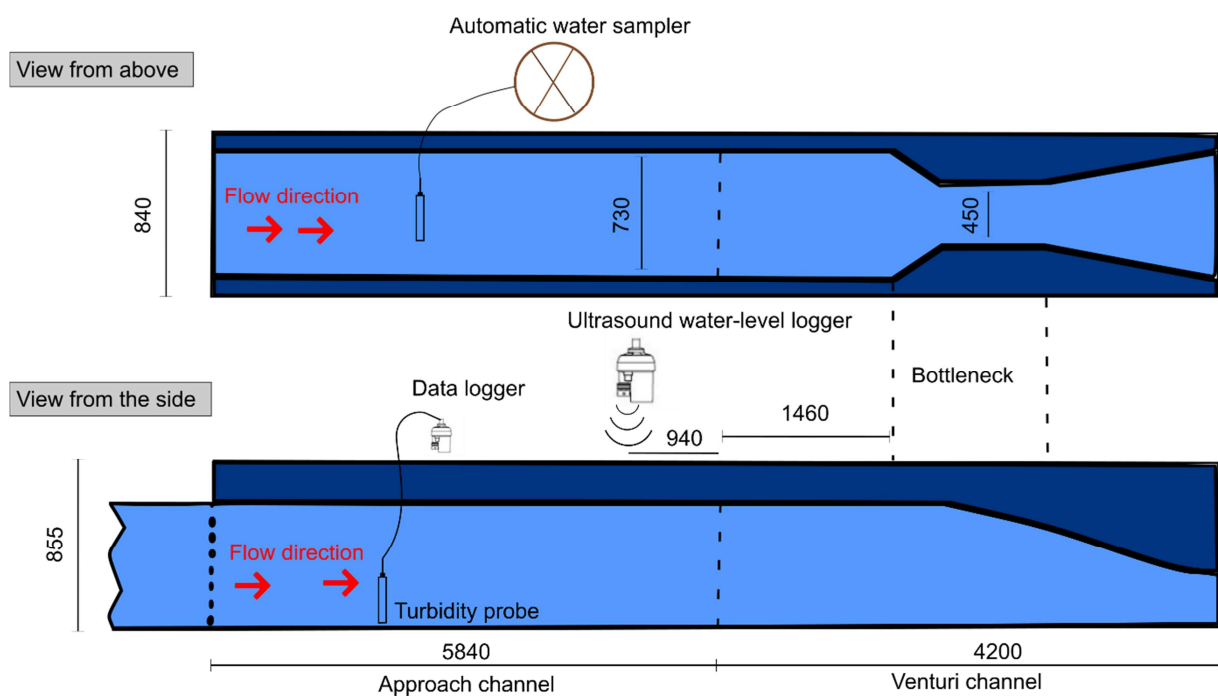 Automatic water sampler
View from above
Flow direction
840
730
450
Ultrasound water-level logger
Bottleneck
View from the side
Data logger
1460
940
855
Flow direction
Turbidity probe
5840
4200
Approach channel
Venturi channel